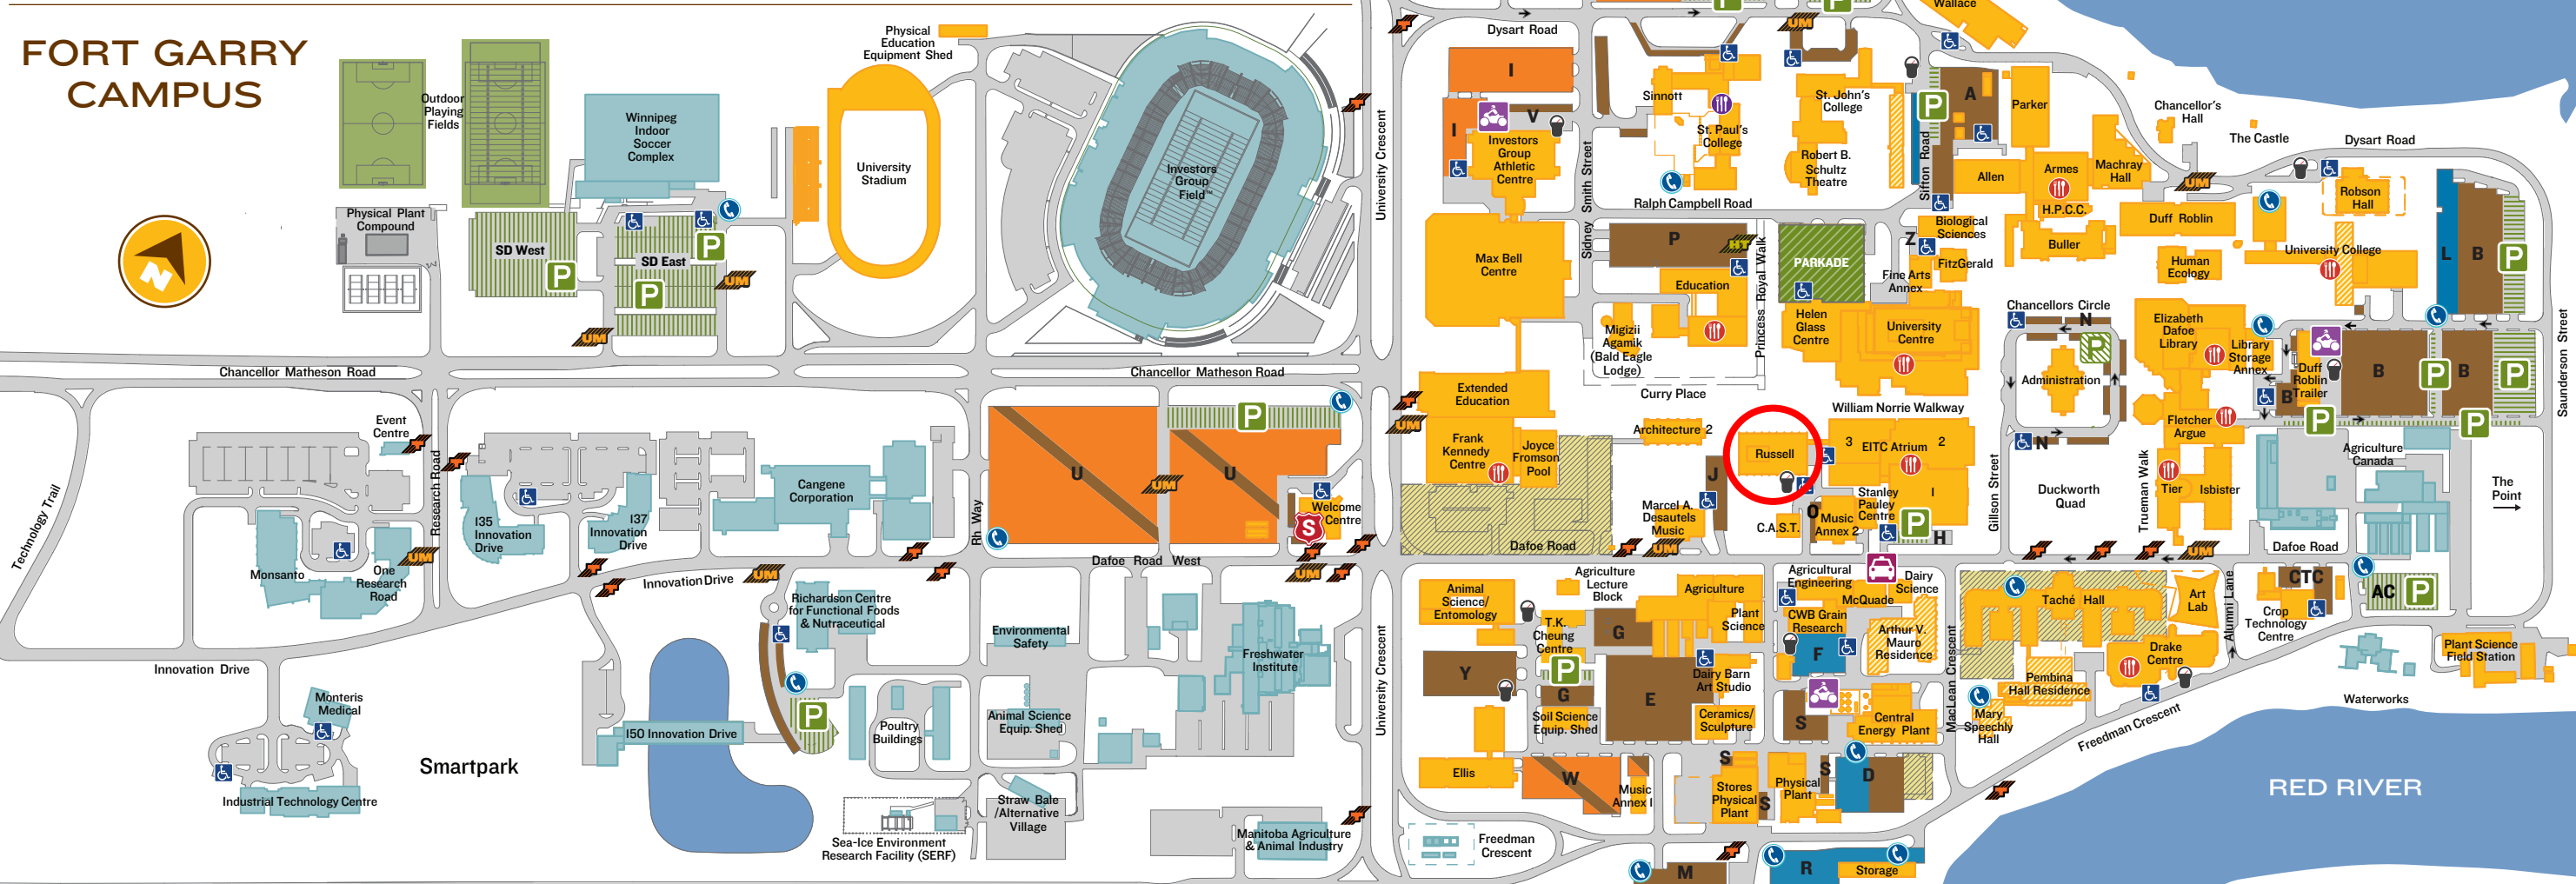 FORT GARRY
CAMPUS
Outdoor
Playing
Fields
Winnipeg
Indoor
Soccer
Complex
Physical
Education
Equipment Shed
University
Stadium
Investors
Group
Field™
Physical Plant
Compound
SD West
P
SD East
P
P
UM
UM
N
Chancellor Matheson Road
Chancellor Matheson Road
University Crescent
Wallace
Dysart Road
UM
P
P
I
I
V
Investors
Group
Athletic
Centre
Sidney Smith Street
Sinnott
St. Paul's
College
St. John's
College
Robert B.
Schultz
Theatre
Sifton Road
P
A
Parker
Chancellor's
Hall
The Castle
Dysart Road
Allen
Armes
Machray
Hall
H.P.C.C.
UM
Robson
Hall
Ralph Campbell Road
Biological
Sciences
Z
FitzGerald
Fine Arts
Annex
Buller
Duff Roblin
Human
Ecology
University College
L
B
P
Max Bell
Centre
P
HT
Education
Princess Royal Walk
PARKADE
Helen
Glass
Centre
University
Centre
Migizii
Agamik
(Bald Eagle
Lodge)
Curry Place
Chancellors Circle
N
P
Administration
N
Elizabeth
Dafoe
Library
Library
Storage
Annex
Duff
Roblin
Trailer
B
B
B
P
P
P
P
Saunderson Street
Fletcher
Argue
Extended
Education
UM
Frank
Kennedy
Centre
Joyce
Fromson
Pool
Architecture 2
William Norrie Walkway
Russell
3
EITC Atrium
2
1
J
Marcel A.
Desautels
Music
UM
C.A.S.T.
O
Music
Annex 2
Stanley
Pauley
Centre
P
H
Gillson Street
Duckworth
Quad
Trueman Walk
Tier
Isbister
Agriculture
Canada
The
Point
Technology Trail
Event
Centre
Research Road
135
Innovation
Drive
137
Innovation
Drive
Cangene
Corporation
Rh Way
U
U
P
UM
Welcome
Centre
S
Monsanto
One
Research
Road
UM
Innovation Drive
UM
Dafoe Road West
UM
Dafoe Road
UM
Dafoe Road
Innovation Drive
Richardson Centre
for Functional Foods
& Nutraceutical
Environmental
Safety
Freshwater
Institute
University Crescent
Animal
Science/
Entomology
Agriculture
Lecture
Block
T.K.
Cheung
Centre
P
G
G
Agriculture
Plant
Science
Agricultural
Engineering
Dairy
Science
McQuade
CWB Grain
Research
F
Arthur V.
Mauro
Residence
MacLean Crescent
Taché Hall
Art
Lab
Alumni Lane
CTC
Crop
Technology
Centre
AC
P
Drake
Centre
Pembina
Hall Residence
Mary
Speechly
Hall
Freedman Crescent
Plant Science
Field Station
Waterworks
Y
Soil Science
Equip. Shed
E
Dairy Barn
Art Studio
Ceramics/
Sculpture
S
Central
Energy Plant
Monteris
Medical
Smartpark
Industrial Technology Centre
150 Innovation Drive
P
Poultry
Buildings
Animal Science
Equip. Shed
Straw Bale
/Alternative
Village
Sea-Ice Environment
Research Facility (SERF)
Manitoba Agriculture
& Animal Industry
Ellis
W
Music
Annex I
S
Stores
Physical
Plant
S
Physical
Plant
S
D
Freedman
Crescent
M
R
Storage
RED RIVER